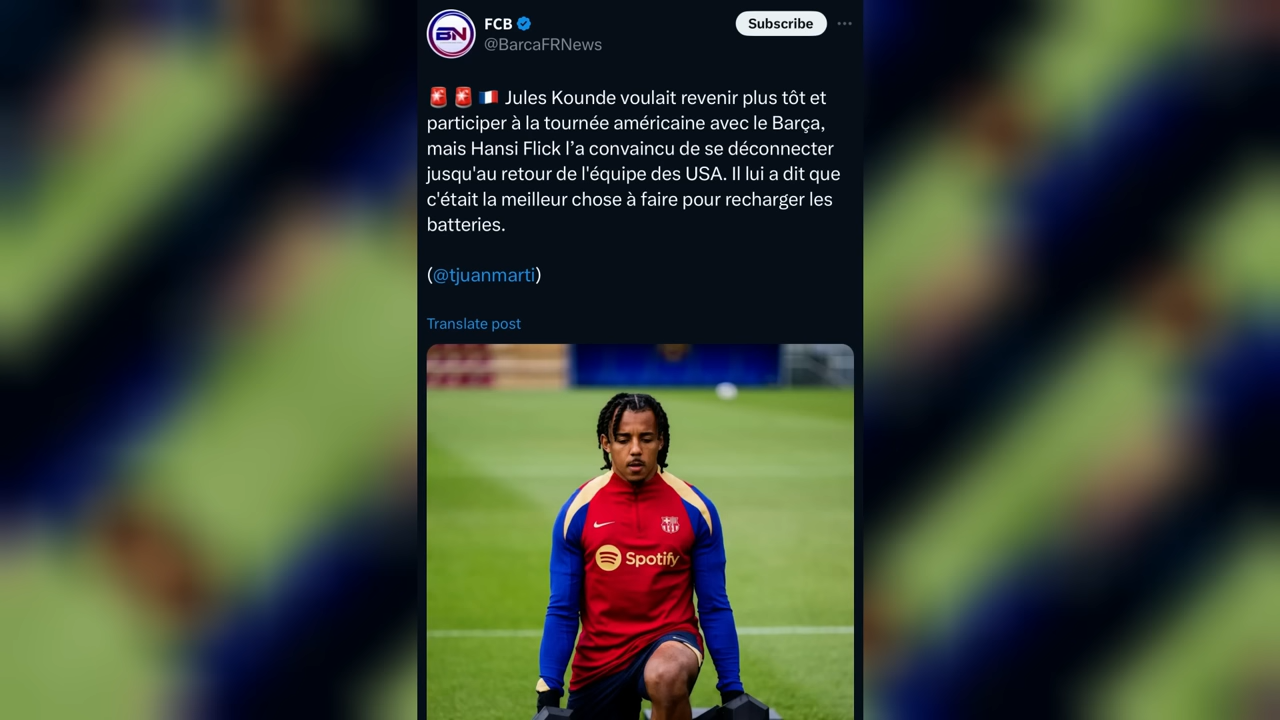 FCB
Subscribe
@BarcaFRNews
🚨 🚨 🇫🇷 Jules Kounde voulait revenir plus tôt et
participer à la tournée américaine avec le Barça,
mais Hansi Flick l’a convaincu de se déconnecter
jusqu'au retour de l'équipe des USA. Il lui a dit que
c'était la meilleur chose à faire pour recharger les
batteries.
(@tjuanmarti)
Translate post
Spotify